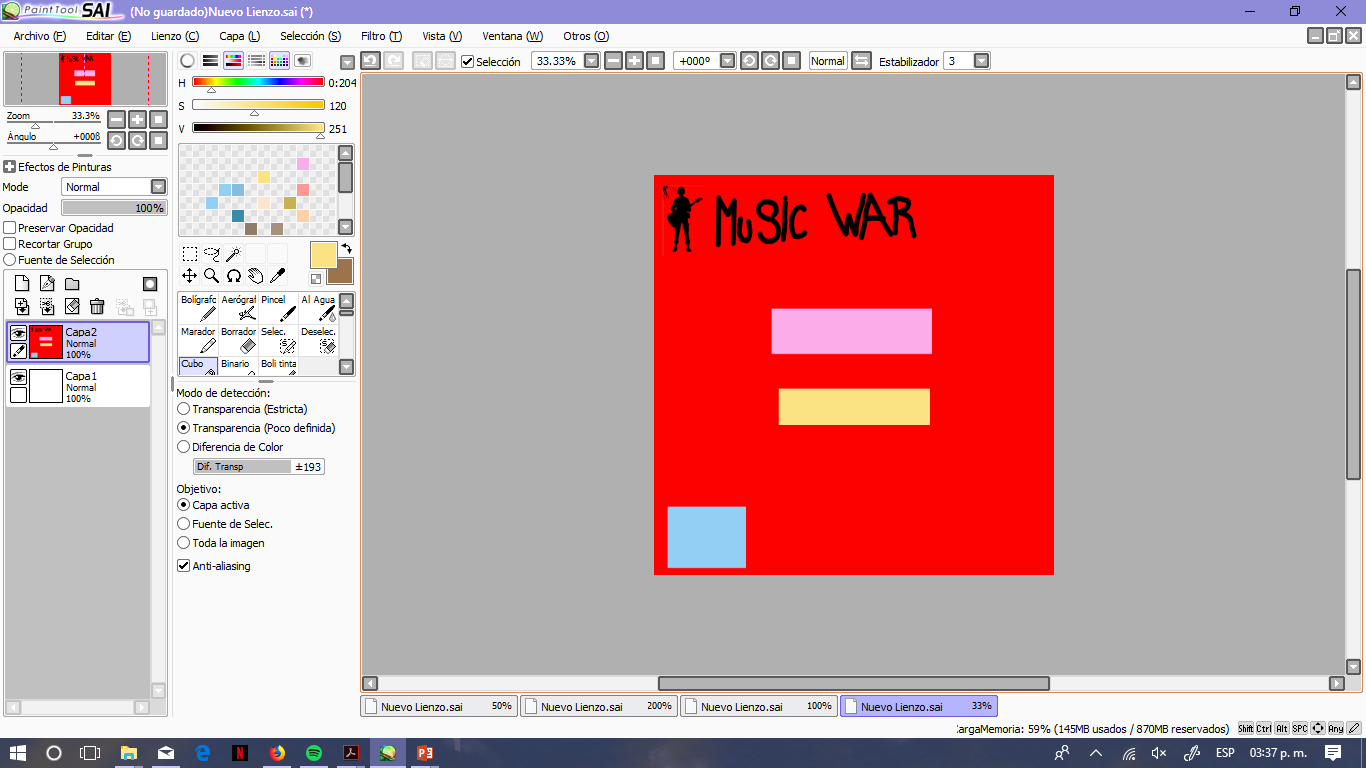 PaintTool SAI (No guardado)Nuevo Lienzo.sai (*)
Archivo (F) Editar (E) Lienzo (C) Capa (L) Selección (S) Filtro (T) Vista (V) Ventana (W) Otros (O)
Selección 33.33% +000º Normal Estabilizador 3
Zoom 33.3%
Ángulo +000ß
H 0:204
S 120
V 251
Efectos de Pinturas
Mode Normal
Opacidad 100%
Preservar Opacidad
Recortar Grupo
Fuente de Selección
Capa2
Normal
100%
Capa1
Normal
100%
Bolígrafo Aerógraf Pincel Al Agua
Marador Borrador Selec. Deselec.
Cubo Binario Boli tinta
Modo de detección:
Transparencia (Estricta)
Transparencia (Poco definida)
Diferencia de Color
Dif. Transp ±193
Objetivo:
Capa activa
Fuente de Selec.
Toda la imagen
Anti-aliasing
MuSic WAR
Nuevo Lienzo.sai 50% Nuevo Lienzo.sai 200% Nuevo Lienzo.sai 100% Nuevo Lienzo.sai 33%
CargaMemoria: 59% (145MB usados / 870MB reservados) Shift Ctrl Alt SPC Any
ESP 03:37 p. m.